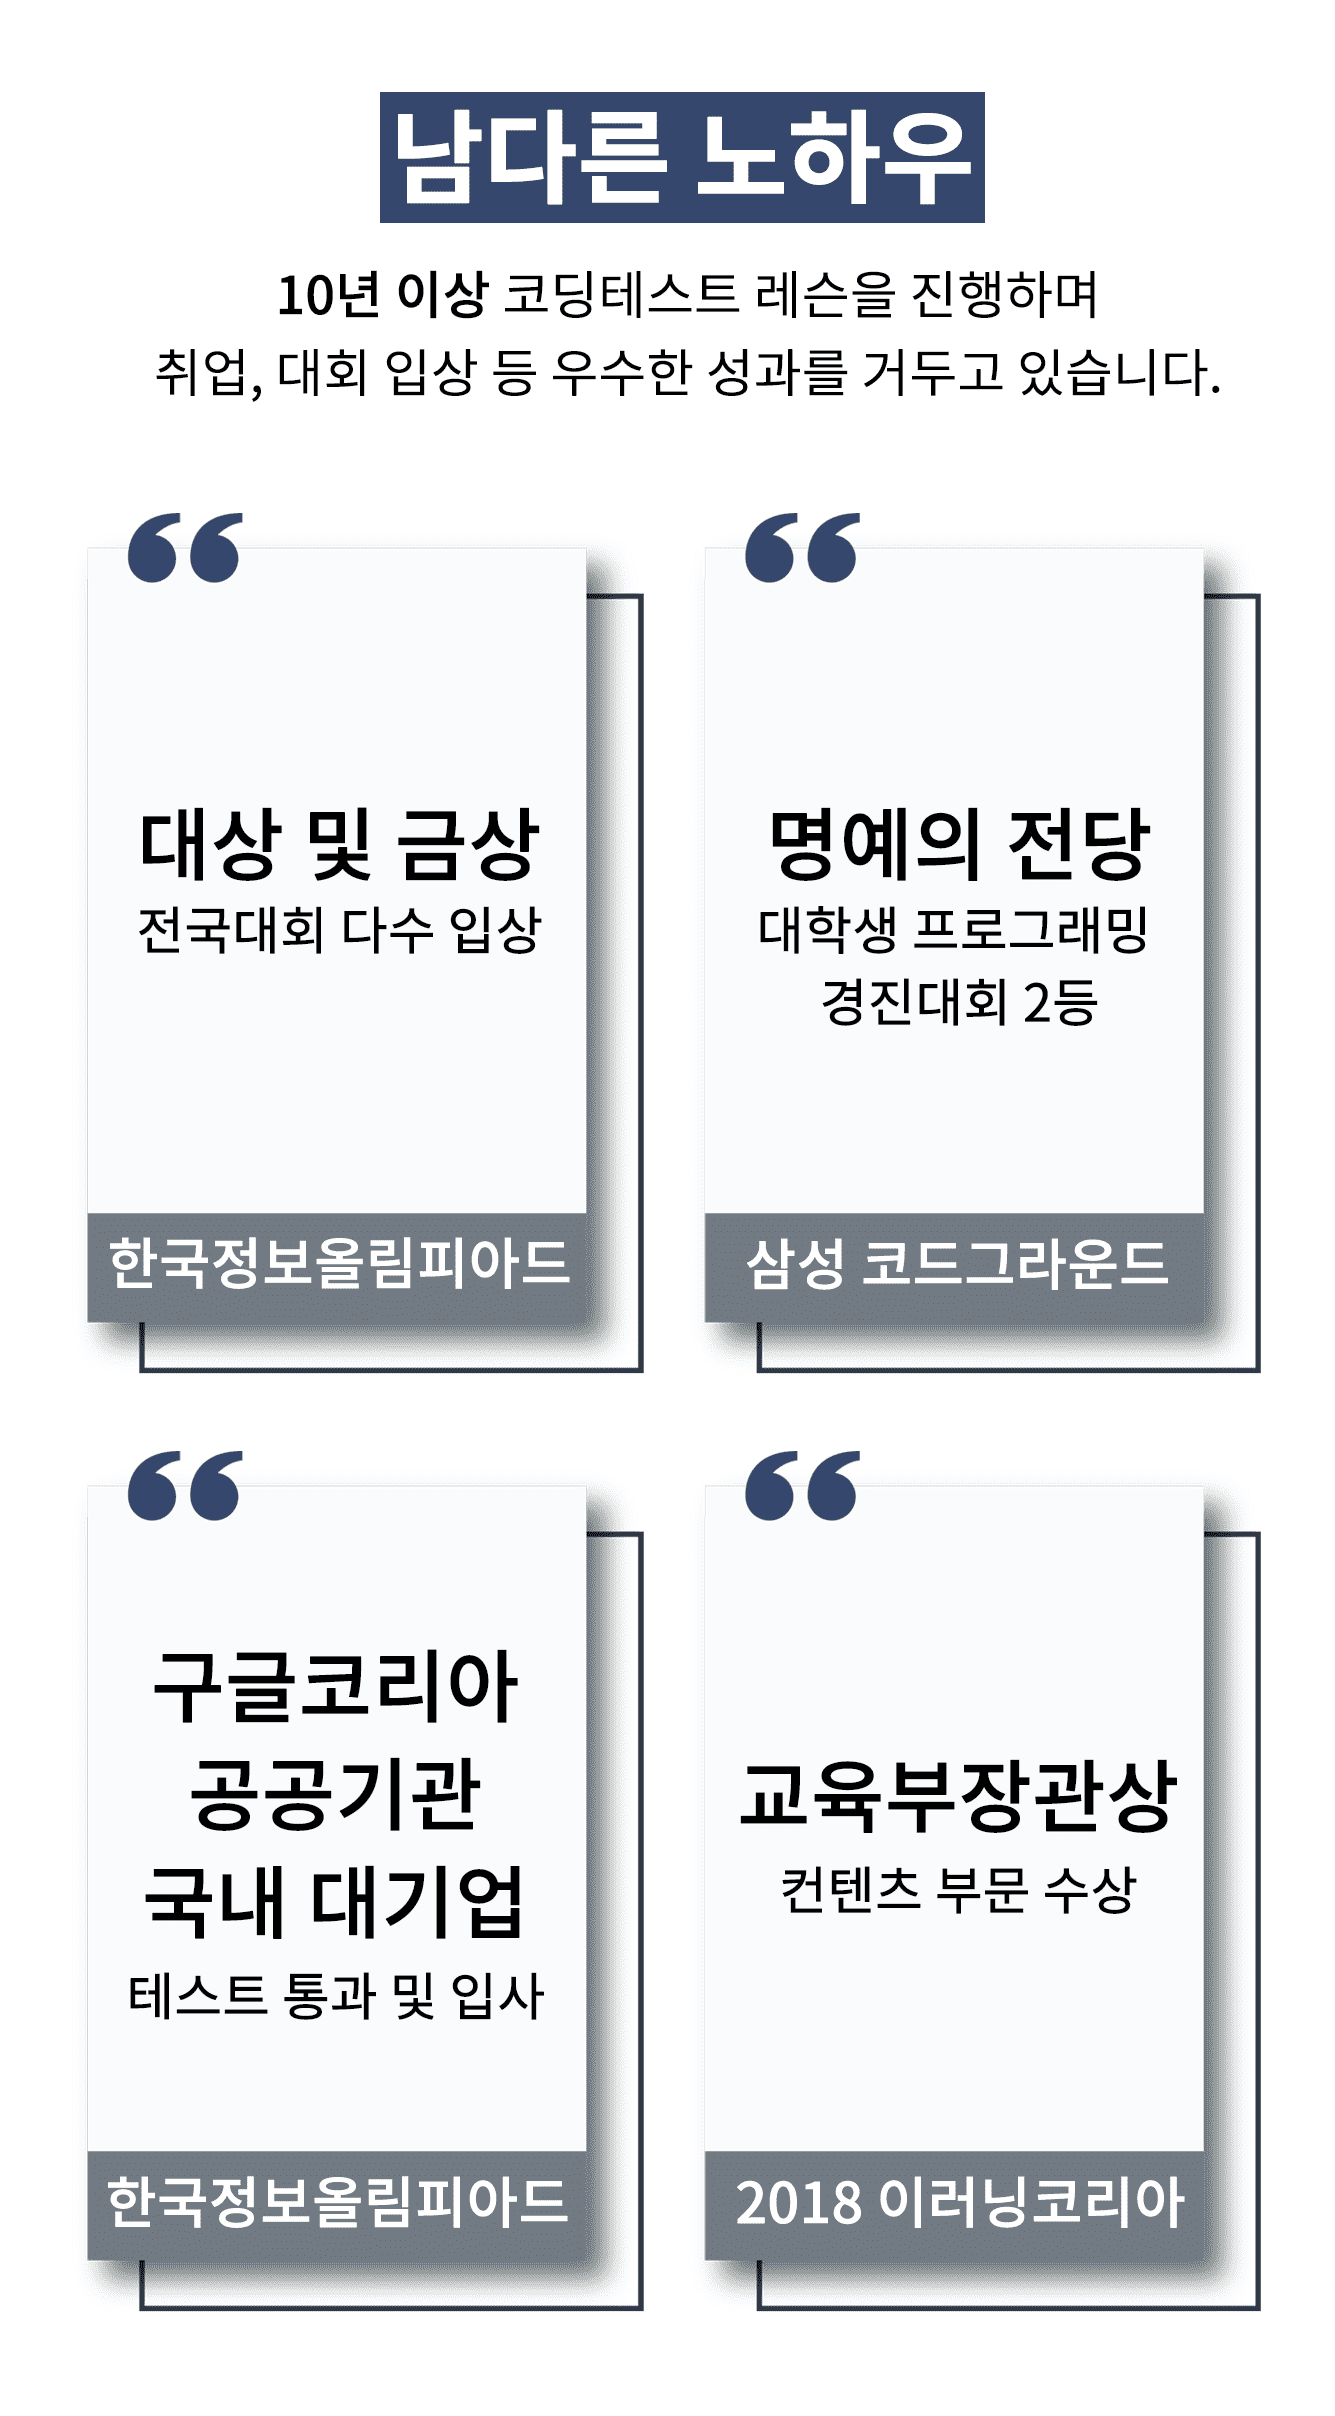 남다른 노하우
10년 이상 코딩테스트 레슨을 진행하며
취업, 대회 입상 등 우수한 성과를 거두고 있습니다.
대상 및 금상
전국대회 다수 입상
한국정보올림피아드
명예의 전당
대학생 프로그래밍
경진대회 2등
삼성 코드그라운드
구글코리아
공공기관
국내 대기업
테스트 통과 및 입사
한국정보올림피아드
교육부장관상
컨텐츠 부문 수상
2018 이러닝코리아